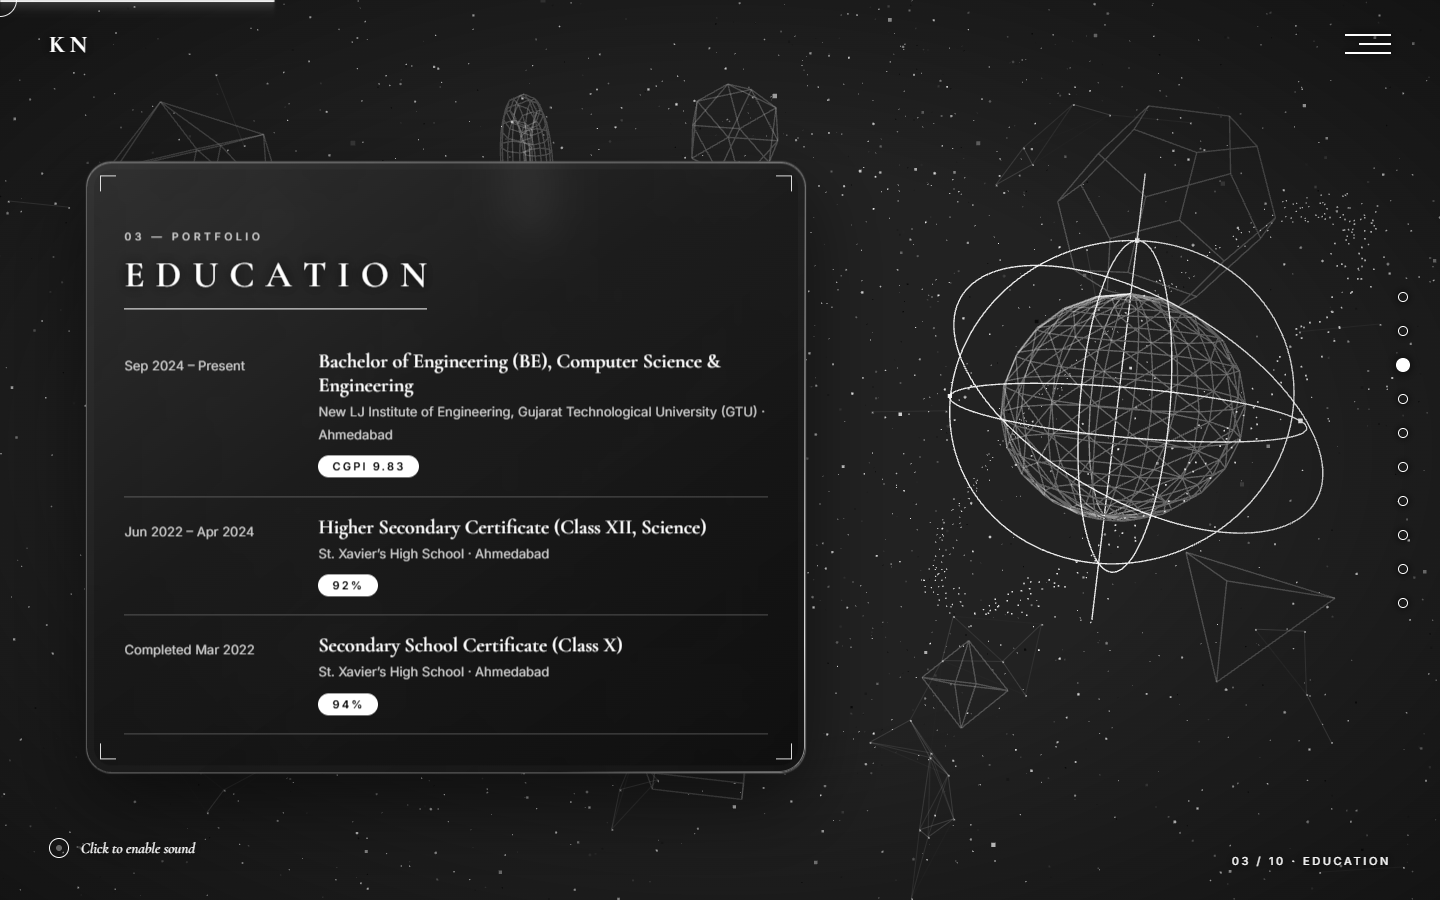 KN
03 — PORTFOLIO
EDUCATION
Sep 2024 – Present
Bachelor of Engineering (BE), Computer Science &
Engineering
New LJ Institute of Engineering, Gujarat Technological University (GTU) ·
Ahmedabad
CGPI 9.83
Jun 2022 – Apr 2024
Higher Secondary Certificate (Class XII, Science)
St. Xavier's High School · Ahmedabad
92%
Completed Mar 2022
Secondary School Certificate (Class X)
St. Xavier's High School · Ahmedabad
94%
Click to enable sound
03 / 10 · EDUCATION